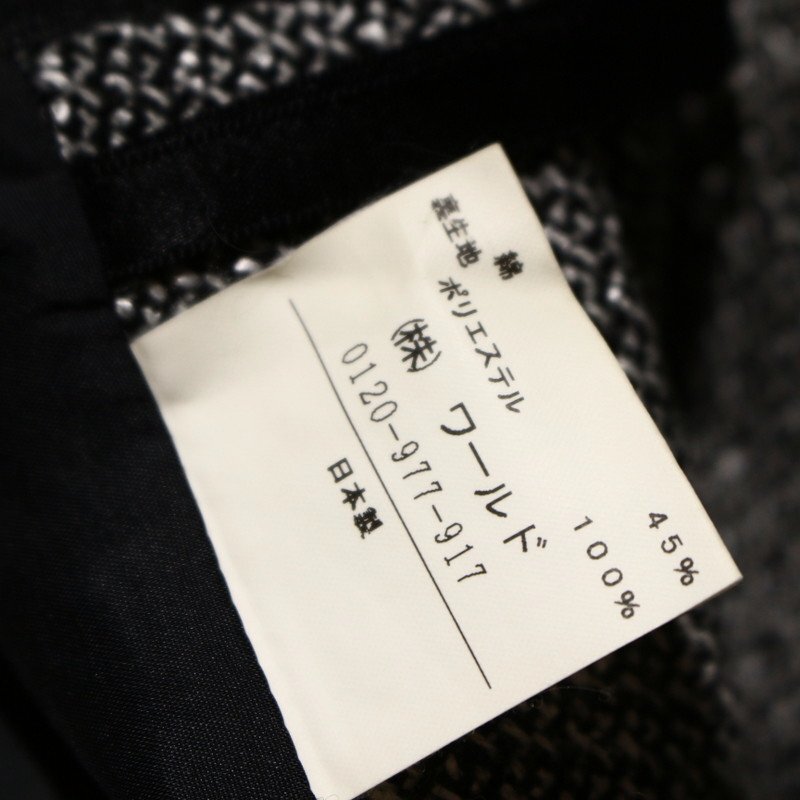 綿 45%
裏生地 ポリエステル 100%
(株) ワールド
0120-977-917
日本製